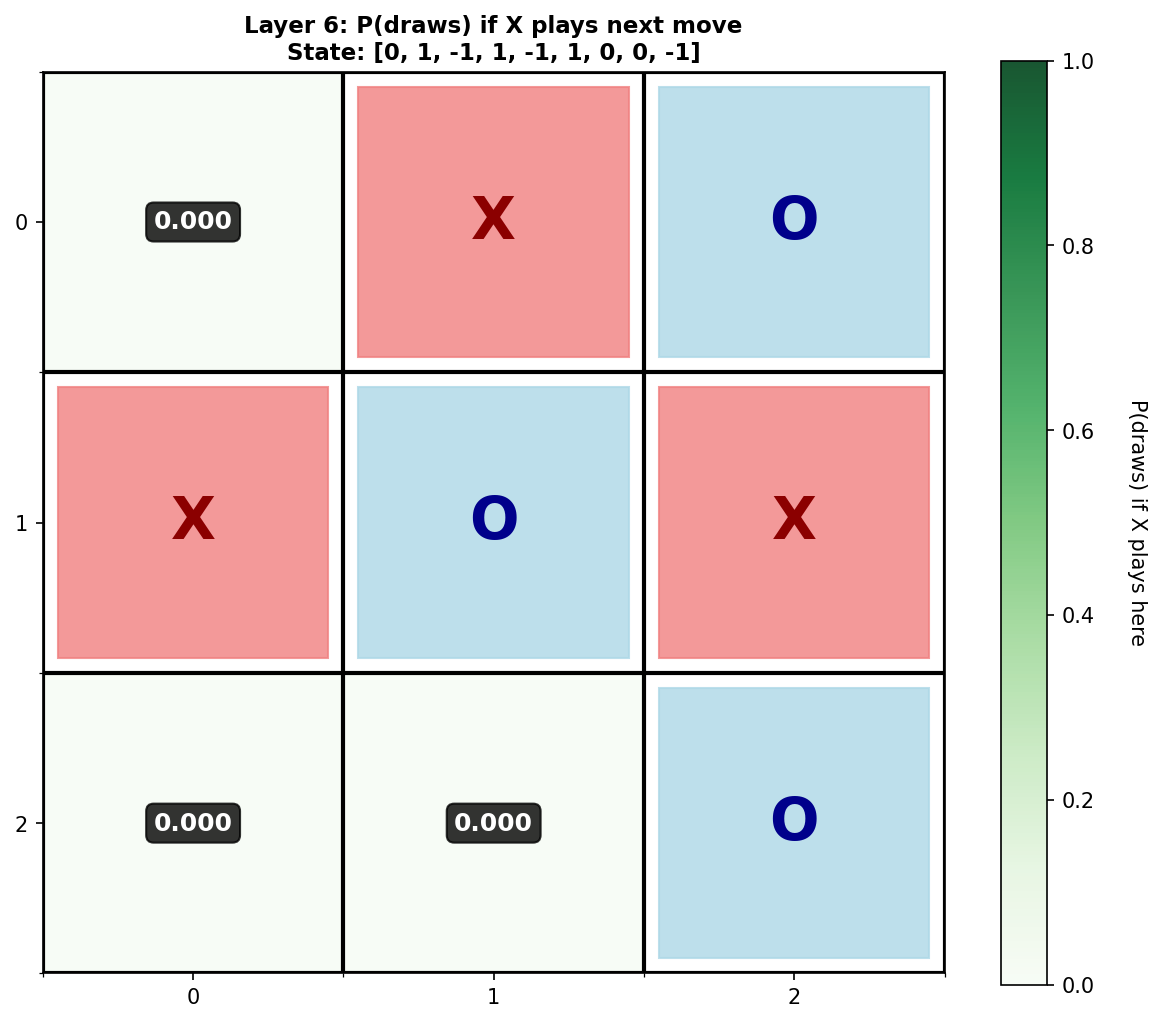 Layer 6: P(draws) if X plays next move
State: [0, 1, -1, 1, -1, 1, 0, 0, -1]
0.000 X O
X O X
0.000 0.000 O
0
1
2
0 1 2
1.0
0.8
0.6
0.4
0.2
0.0
P(draws) if X plays here